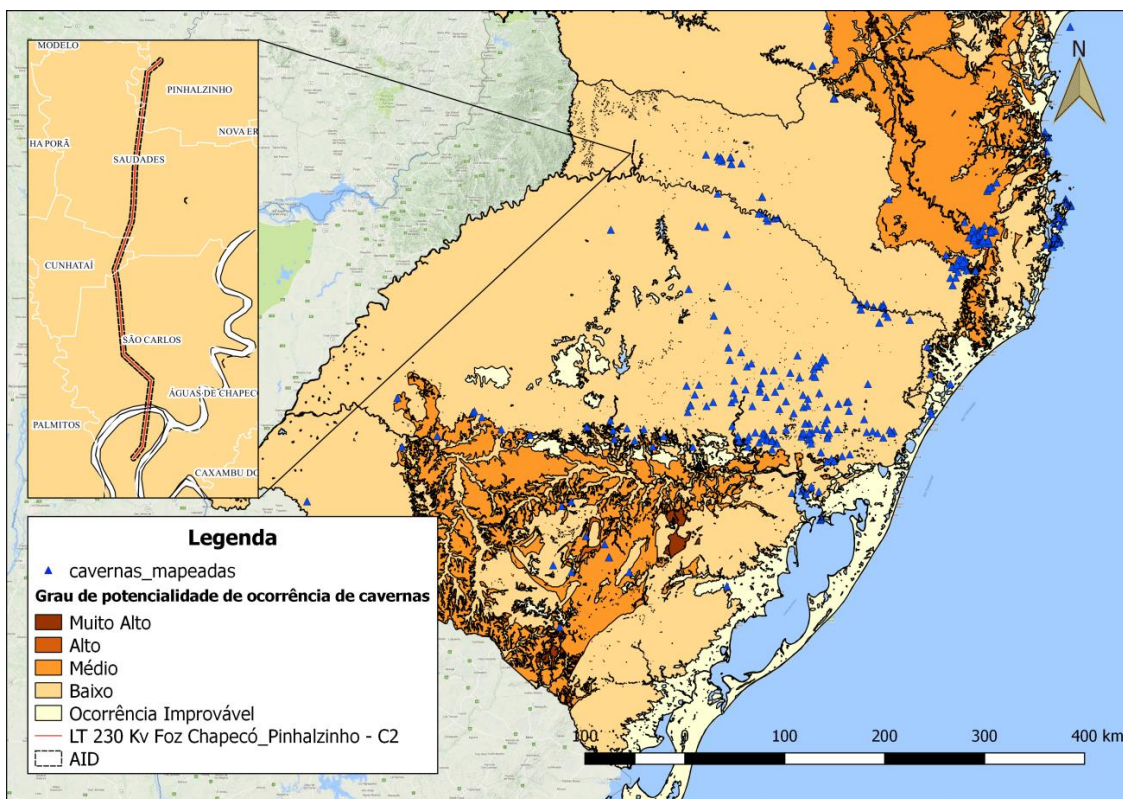 MODELO
PINHALZINHO
NOVA ER
HA PORÃ
SAUDADES
CUNHATAÍ
SÃO CARLOS
ÁGUAS DE CHAPECÓ
PALMITOS
CAXAMBU DO
N
Legenda
cavernas_mapeadas
Grau de potencialidade de ocorrência de cavernas
Muito Alto
Alto
Médio
Baixo
Ocorrência Improvável
LT 230 Kv Foz Chapecó_Pinhalzinho - C2
AID
100 0 100 200 300 400 km